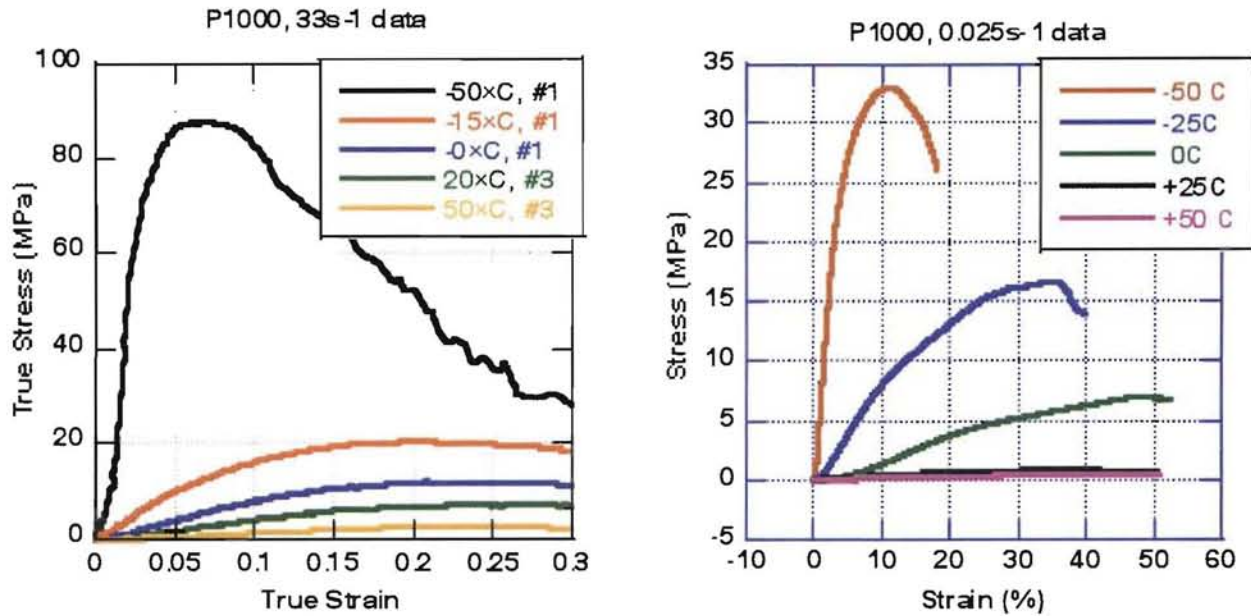 P1000, 33s-1 data
100
80
60
40
20
0
True Stress (MPa)
-50×C, #1
-15×C, #1
-0×C, #1
20×C, #3
50×C, #3
0 0.05 0.1 0.15 0.2 0.25 0.3
True Strain
P1000, 0.025s-1 data
35
30
25
20
15
10
5
0
-5
Stress (MPa)
-50 C
-25C
0C
+25C
+50 C
-10 0 10 20 30 40 50 60
Strain (%)